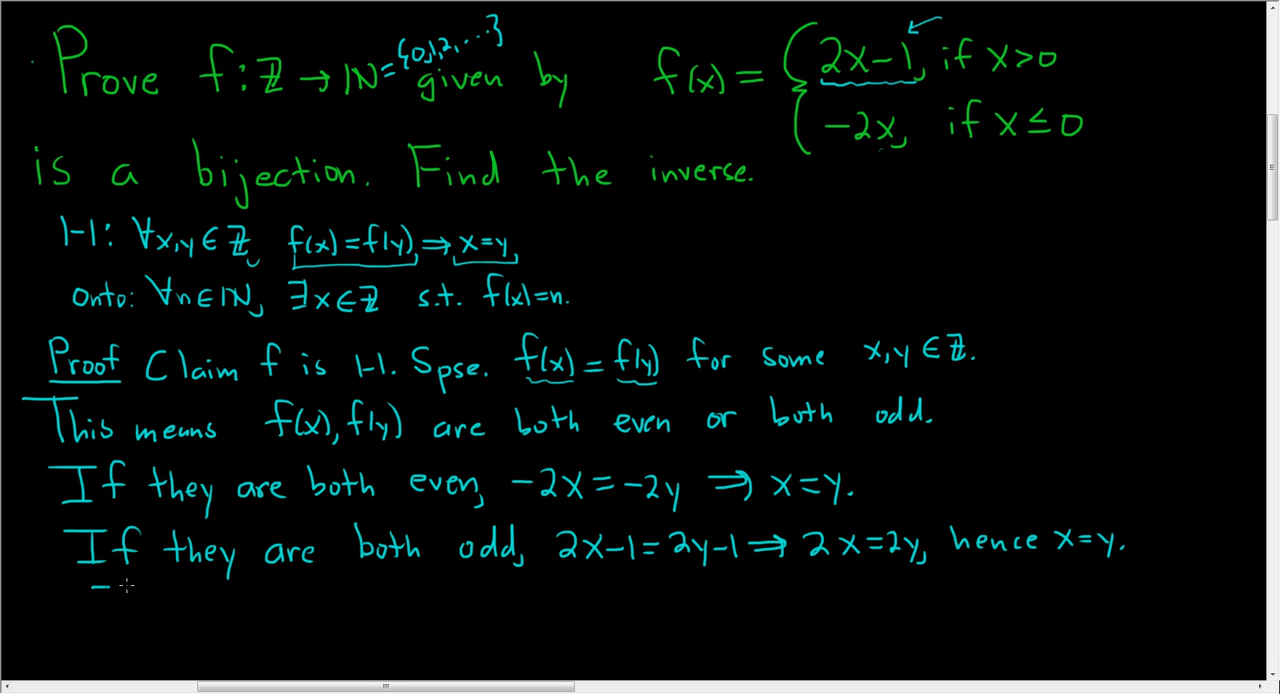 Prove f: ℤ → ℕ = {0,1,2,...} given by f(x) = { 2x-1, if x>0
-2x, if x ≤ 0
is a bijection. Find the inverse.
1-1: ∀x,y ∈ ℤ, f(x)=f(y) ⇒ x=y.
Onto: ∀n ∈ ℕ, ∃x ∈ ℤ s.t. f(x)=n.
Proof Claim f is 1-1. Spse. f(x) = f(y) for some x,y ∈ ℤ.
This means f(x), f(y) are both even or both odd.
If they are both even, -2x = -2y ⇒ x=y.
If they are both odd, 2x-1 = 2y-1 ⇒ 2x=2y, hence x=y.